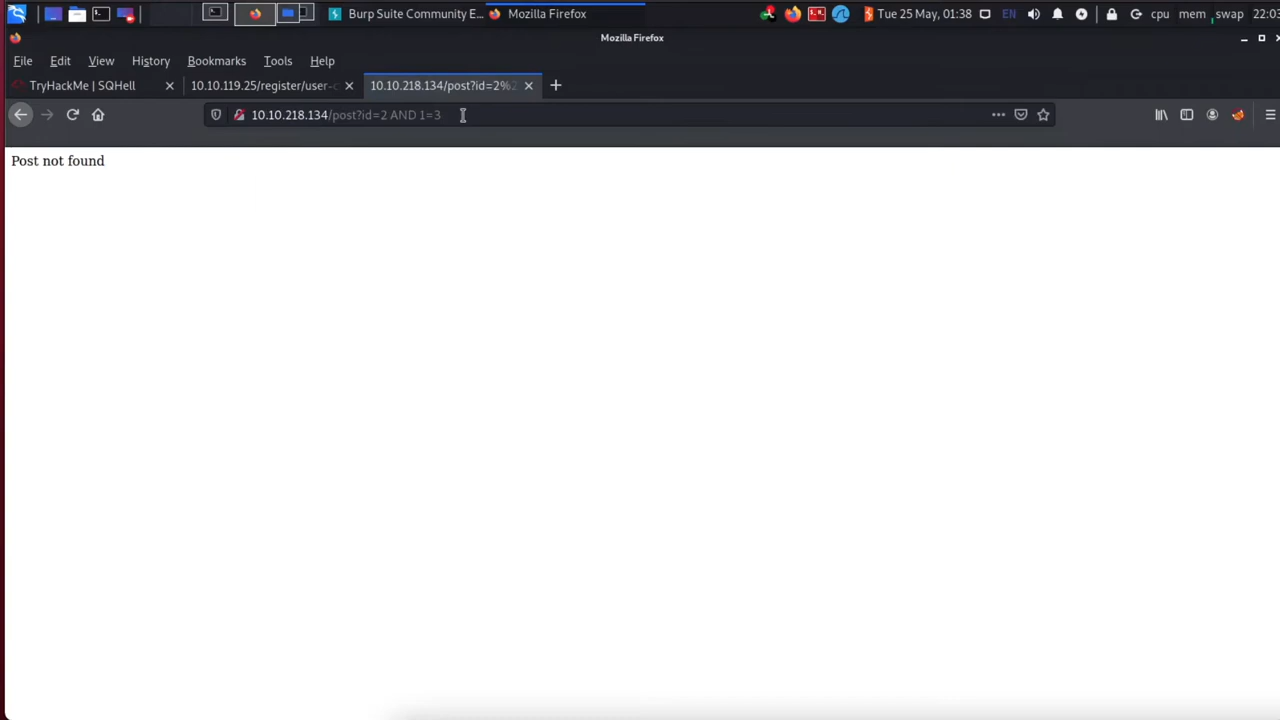 Burp Suite Community E... Mozilla Firefox Tue 25 May, 01:38 EN cpu mem swap 22:03
Mozilla Firefox
File Edit View History Bookmarks Tools Help
TryHackMe | SQHell 10.10.119.25/register/user- 10.10.218.134/post?id=2%2
10.10.218.134/post?id=2 AND 1=3
Post not found